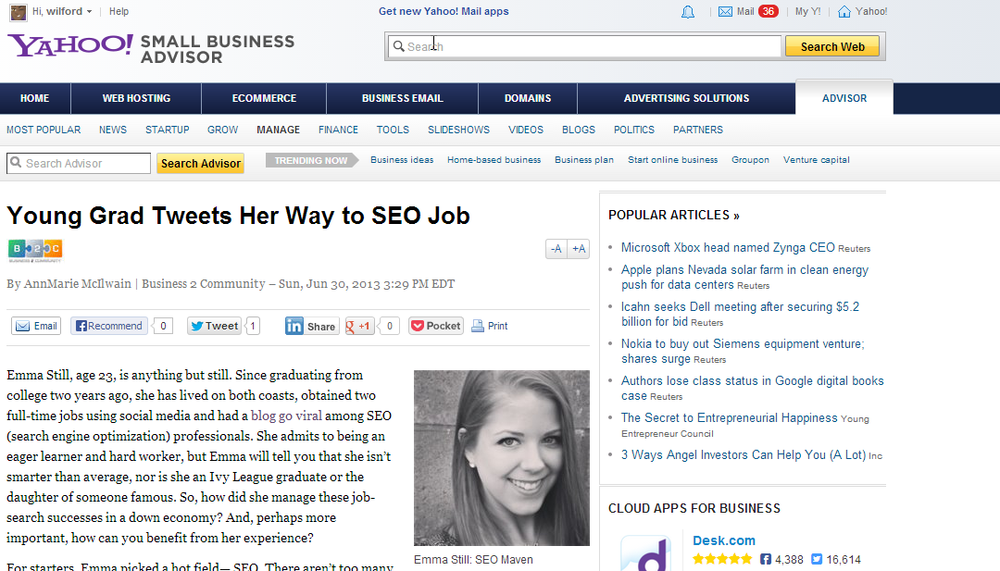 Hi, wilford
Help
Get new Yahoo! Mail apps
Mail 36
My Y!
Yahoo!
YAHOO! SMALL BUSINESS
ADVISOR
Search
Search Web
HOME
WEB HOSTING
ECOMMERCE
BUSINESS EMAIL
DOMAINS
ADVERTISING SOLUTIONS
ADVISOR
MOST POPULAR
NEWS
STARTUP
GROW
MANAGE
FINANCE
TOOLS
SLIDESHOWS
VIDEOS
BLOGS
POLITICS
PARTNERS
Search Advisor
Search Advisor
TRENDING NOW
Business ideas
Home-based business
Business plan
Start online business
Groupon
Venture capital
Young Grad Tweets Her Way to SEO Job
B 2 C
BUSINESS 2 COMMUNITY
-A
+A
By AnnMarie McIlwain | Business 2 Community – Sun, Jun 30, 2013 3:29 PM EDT
Email
Recommend
0
Tweet
1
in Share
g +1
0
Pocket
Print
Emma Still, age 23, is anything but still. Since graduating from
college two years ago, she has lived on both coasts, obtained two
full-time jobs using social media and had a blog go viral among SEO
(search engine optimization) professionals. She admits to being an
eager learner and hard worker, but Emma will tell you that she isn't
smarter than average, nor is she an Ivy League graduate or the
daughter of someone famous. So, how did she manage these job-
search successes in a down economy? And, perhaps more
important, how can you benefit from her experience?
For starters, Emma picked a hot field— SEO. There aren't too many
Emma Still: SEO Maven
POPULAR ARTICLES »
Microsoft Xbox head named Zynga CEO Reuters
Apple plans Nevada solar farm in clean energy
push for data centers Reuters
Icahn seeks Dell meeting after securing $5.2
billion for bid Reuters
Nokia to buy out Siemens equipment venture;
shares surge Reuters
Authors lose class status in Google digital books
case Reuters
The Secret to Entrepreneurial Happiness Young
Entrepreneur Council
3 Ways Angel Investors Can Help You (A Lot) Inc
CLOUD APPS FOR BUSINESS
d
Desk.com
4,388
16,614